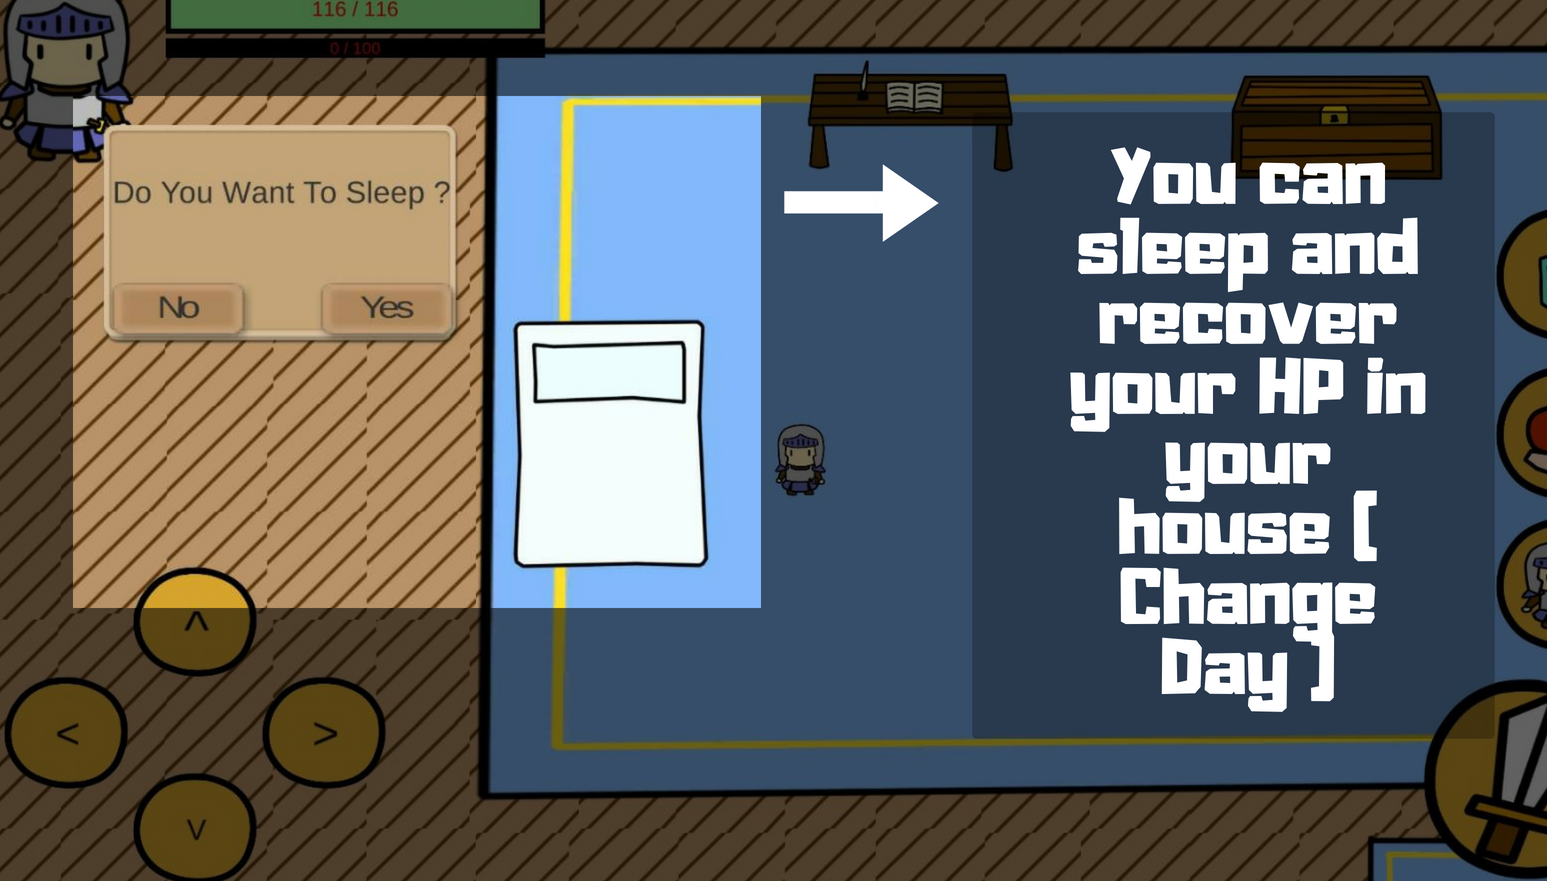 116 / 116
0 / 100
Do You Want To Sleep ?
No Yes
You can
sleep and
recover
your HP in
your
house [
Change
Day ]
^
< >
v